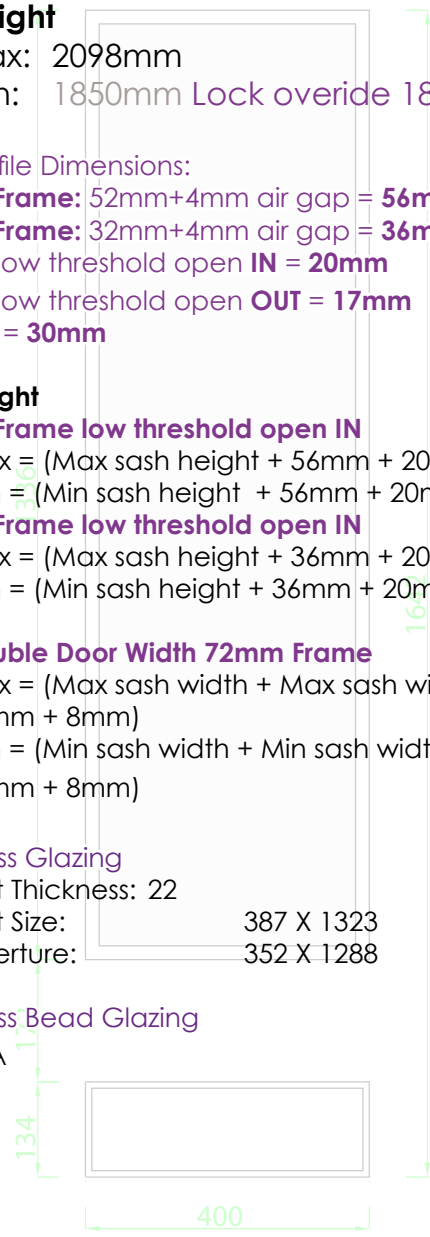 ight
ax: 2098mm
n: 1850mm Lock overide 18
file Dimensions:
Frame: 52mm+4mm air gap = 56m
Frame: 32mm+4mm air gap = 36m
ow threshold open IN = 20mm
ow threshold open OUT = 17mm
= 30mm
ght
Frame low threshold open IN
x = (Max sash height + 56mm + 20
= (Min sash height + 56mm + 20m
Frame low threshold open IN
x = (Max sash height + 36mm + 20
= (Min sash height + 36mm + 20m
uble Door Width 72mm Frame
x = (Max sash width + Max sash wi
mm + 8mm)
= (Min sash width + Min sash widt
mm + 8mm)
ss Glazing
t Thickness: 22
t Size: 387 X 1323
erture: 352 X 1288
ss Bead Glazing
A
134
400